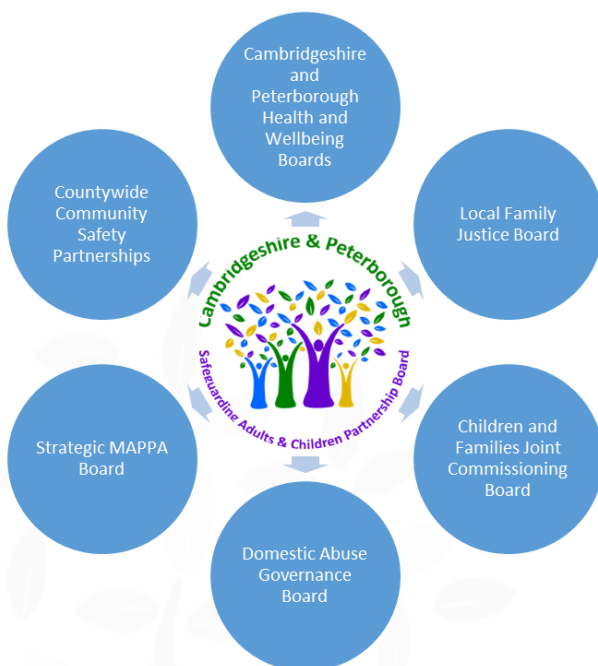 Cambridgeshire
and
Peterborough
Health and
Wellbeing
Boards
Local Family
Justice Board
Children and
Families Joint
Commissioning
Board
Domestic Abuse
Governance
Board
Strategic MAPPA
Board
Countywide
Community
Safety
Partnerships
Cambridgeshire & Peterborough
Safeguarding Adults & Children Partnership Board